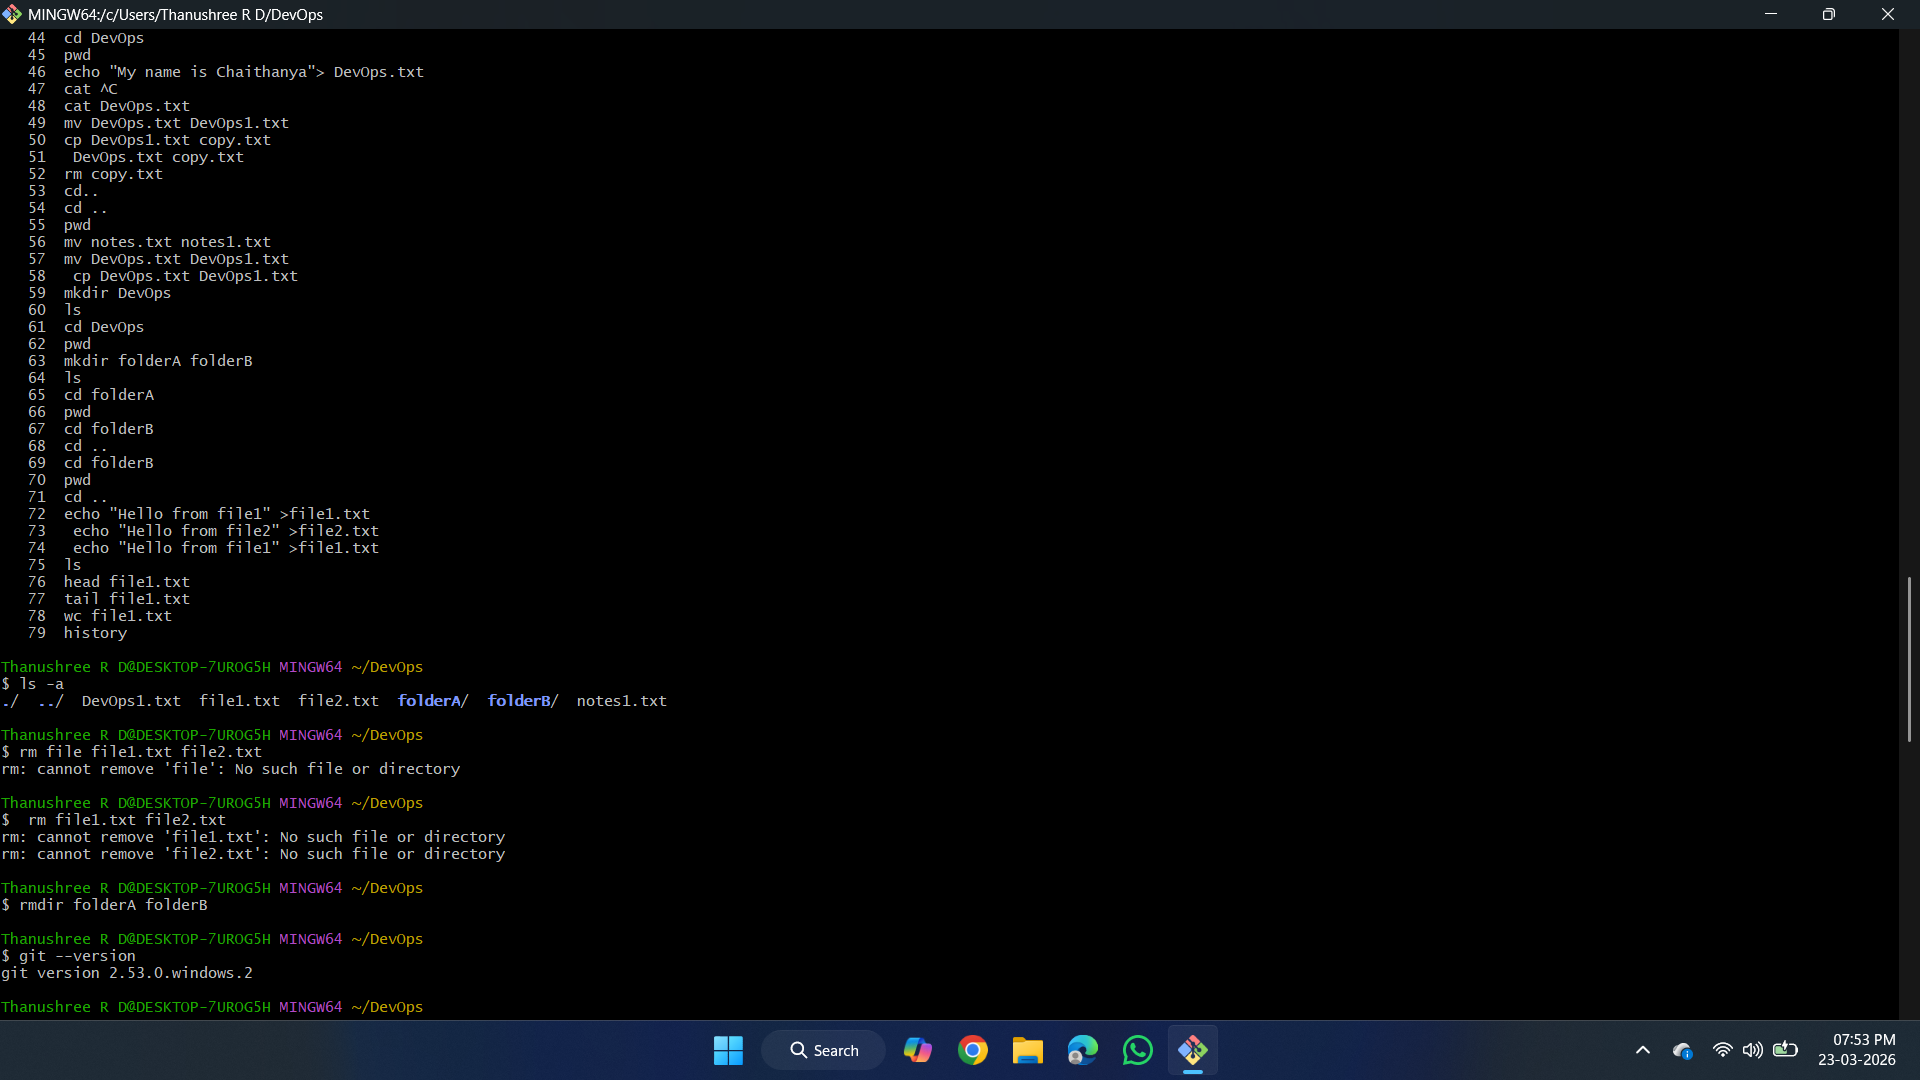 MINGW64:/c/Users/Thanushree R D/DevOps
44 cd DevOps
45 pwd
46 echo "My name is Chaithanya"> DevOps.txt
47 cat ^C
48 cat DevOps.txt
49 mv DevOps.txt DevOps1.txt
50 cp DevOps1.txt copy.txt
51  DevOps.txt copy.txt
52 rm copy.txt
53 cd..
54 cd ..
55 pwd
56 mv notes.txt notes1.txt
57 mv DevOps.txt DevOps1.txt
58  cp DevOps.txt DevOps1.txt
59 mkdir DevOps
60 ls
61 cd DevOps
62 pwd
63 mkdir folderA folderB
64 ls
65 cd folderA
66 pwd
67 cd folderB
68 cd ..
69 cd folderB
70 pwd
71 cd ..
72 echo "Hello from file1" >file1.txt
73  echo "Hello from file2" >file2.txt
74  echo "Hello from file1" >file1.txt
75 ls
76 head file1.txt
77 tail file1.txt
78 wc file1.txt
79 history
Thanushree R D@DESKTOP-7UROG5H MINGW64 ~/DevOps
$ ls -a
./ ../ DevOps1.txt file1.txt file2.txt folderA/ folderB/ notes1.txt
Thanushree R D@DESKTOP-7UROG5H MINGW64 ~/DevOps
$ rm file file1.txt file2.txt
rm: cannot remove 'file': No such file or directory
Thanushree R D@DESKTOP-7UROG5H MINGW64 ~/DevOps
$  rm file1.txt file2.txt
rm: cannot remove 'file1.txt': No such file or directory
rm: cannot remove 'file2.txt': No such file or directory
Thanushree R D@DESKTOP-7UROG5H MINGW64 ~/DevOps
$ rmdir folderA folderB
Thanushree R D@DESKTOP-7UROG5H MINGW64 ~/DevOps
$ git --version
git version 2.53.0.windows.2
Thanushree R D@DESKTOP-7UROG5H MINGW64 ~/DevOps
Search
07:53 PM
23-03-2026